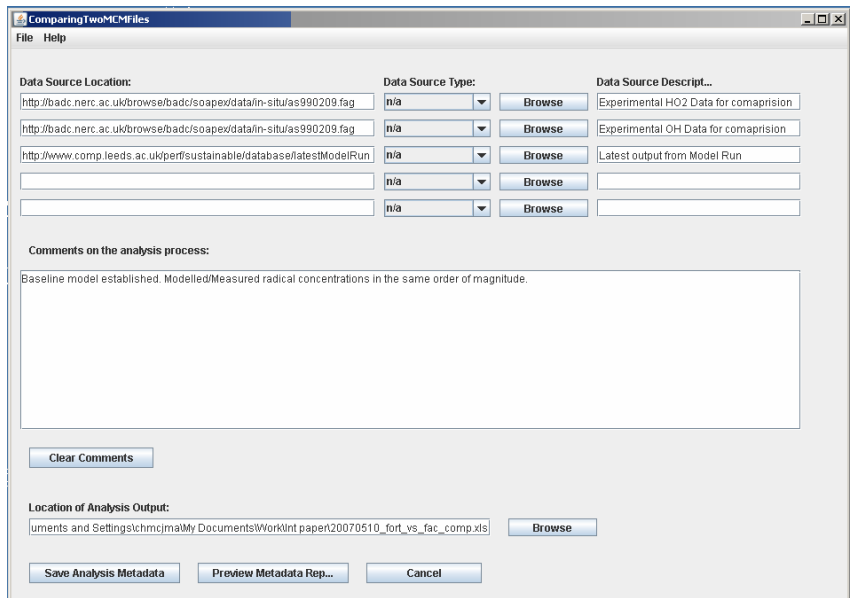 ComparingTwoMCMFiles
File Help
Data Source Location: Data Source Type: Data Source Descript...
http://badc.nerc.ac.uk/browse/badc/soapex/data/in-situ/as990209.fag n/a Browse Experimental HO2 Data for comaprision
http://badc.nerc.ac.uk/browse/badc/soapex/data/in-situ/as990209.fag n/a Browse Experimental OH Data for comaprision
http://www.comp.leeds.ac.uk/perf/sustainable/database/latestModelRun n/a Browse Latest output from Model Run
n/a Browse
n/a Browse
Comments on the analysis process:
Baseline model established. Modelled/Measured radical concentrations in the same order of magnitude.
Clear Comments
Location of Analysis Output:
uments and Settings\chmcjma\My Documents\Work\Int paper\20070510_fort_vs_fac_comp.xls Browse
Save Analysis Metadata Preview Metadata Rep... Cancel